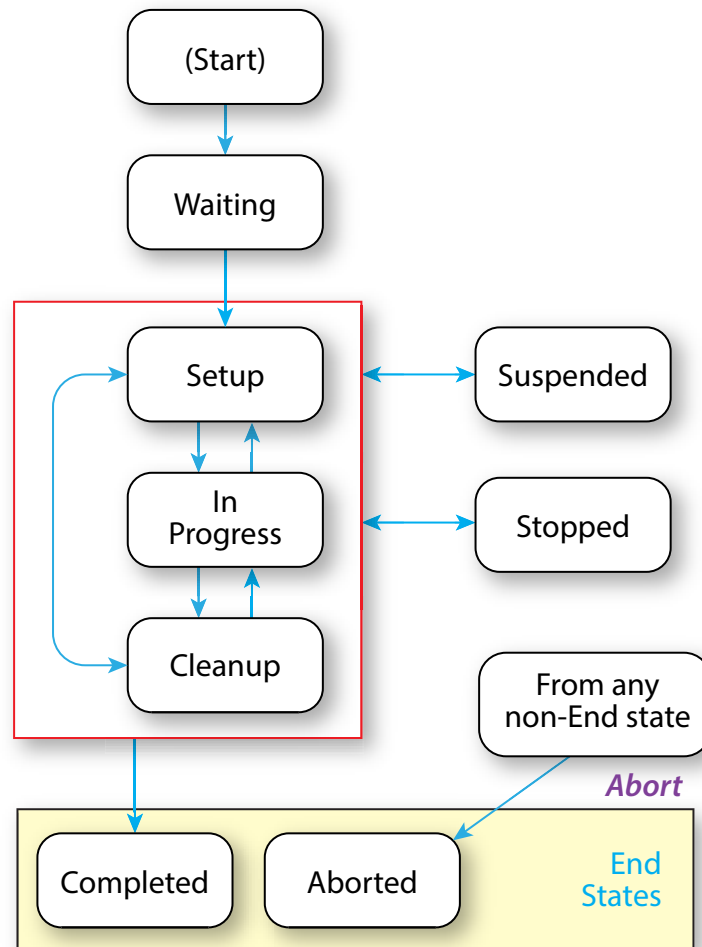 (Start)
Waiting
Setup
Suspended
In
Progress
Stopped
Cleanup
From any
non-End state
Abort
Completed
Aborted
End
States